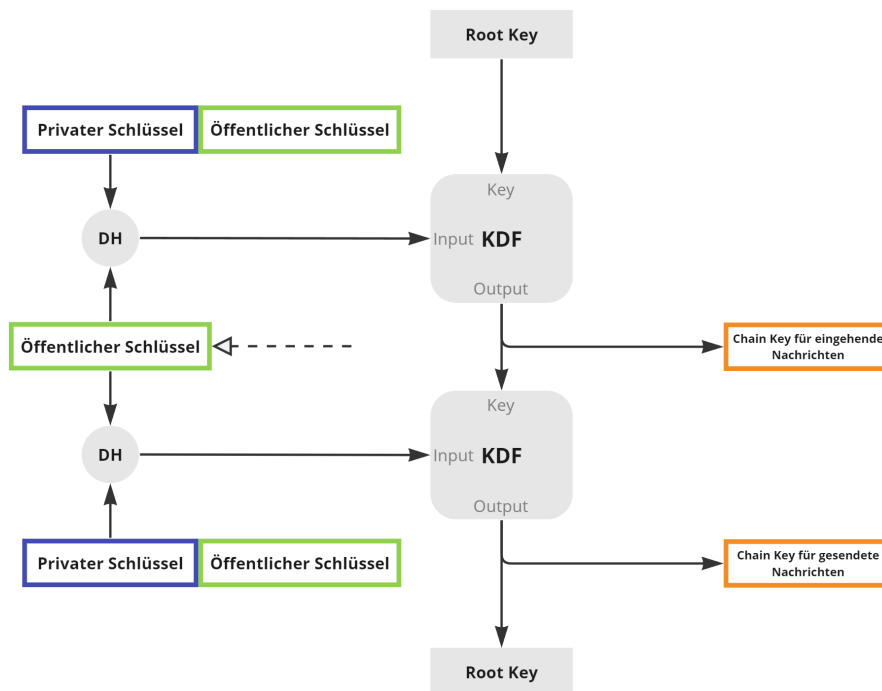 Root Key
Privater Schlüssel
Öffentlicher Schlüssel
Key
DH
Input
KDF
Output
Öffentlicher Schlüssel
Chain Key für eingehende
Nachrichten
Key
DH
Input
KDF
Output
Privater Schlüssel
Öffentlicher Schlüssel
Chain Key für gesendete
Nachrichten
Root Key